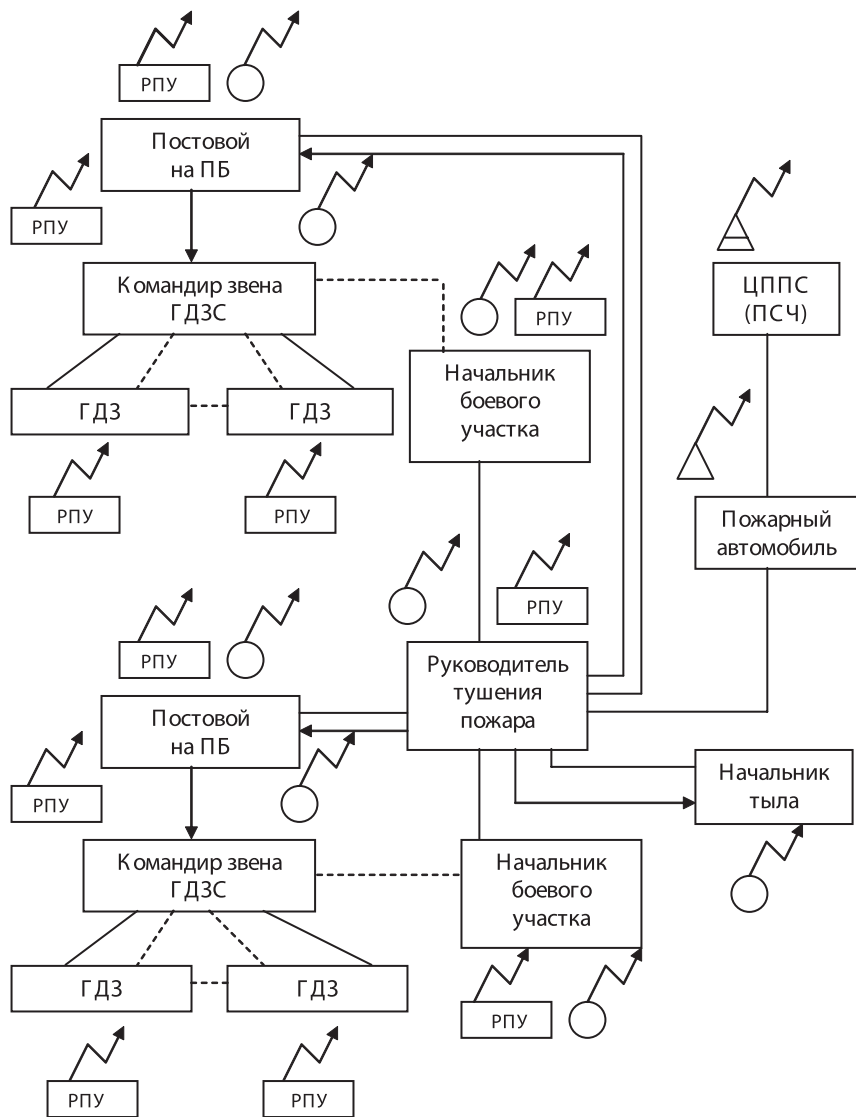 РПУ
Постовой
на ПБ
РПУ
Командир звена
ГДЗС
РПУ
ЦППС
(ПСЧ)
Начальник
боевого
участка
ГДЗ
ГДЗ
РПУ
РПУ
Пожарный
автомобиль
РПУ
РПУ
Руководитель
тушения
пожара
Постовой
на ПБ
РПУ
Начальник
тыла
Командир звена
ГДЗС
Начальник
боевого
участка
ГДЗ
ГДЗ
РПУ
РПУ
РПУ